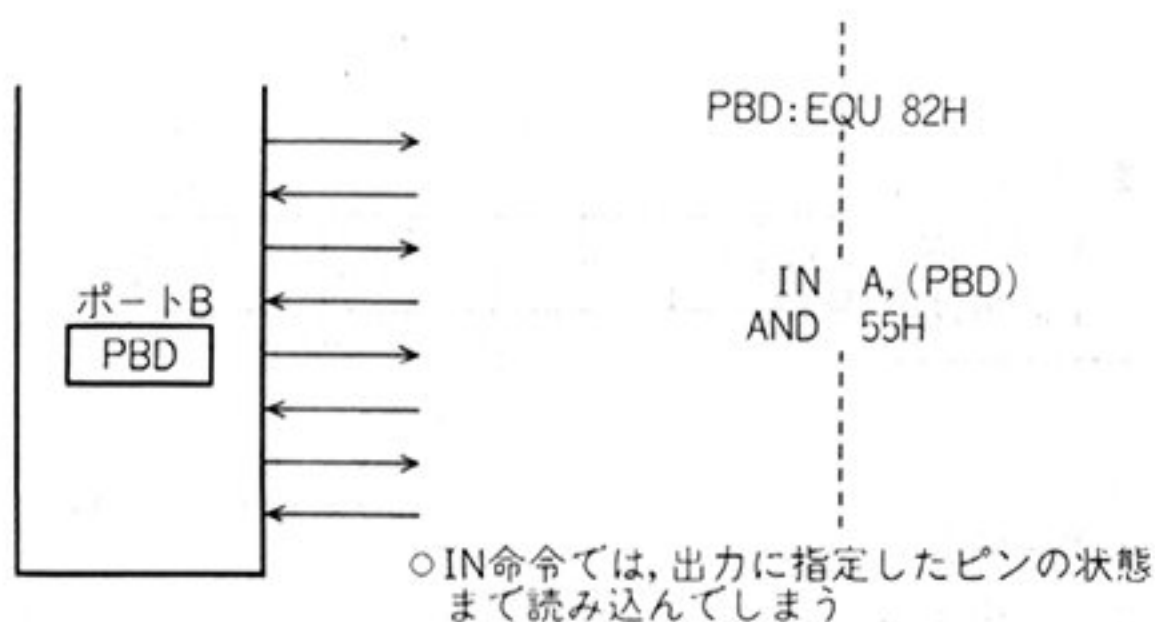 PBD:EQU 82H
IN A,(PBD)
AND 55H
ポートB
PBD
○IN命令では,出力に指定したピンの状態
まで読み込んでしまう